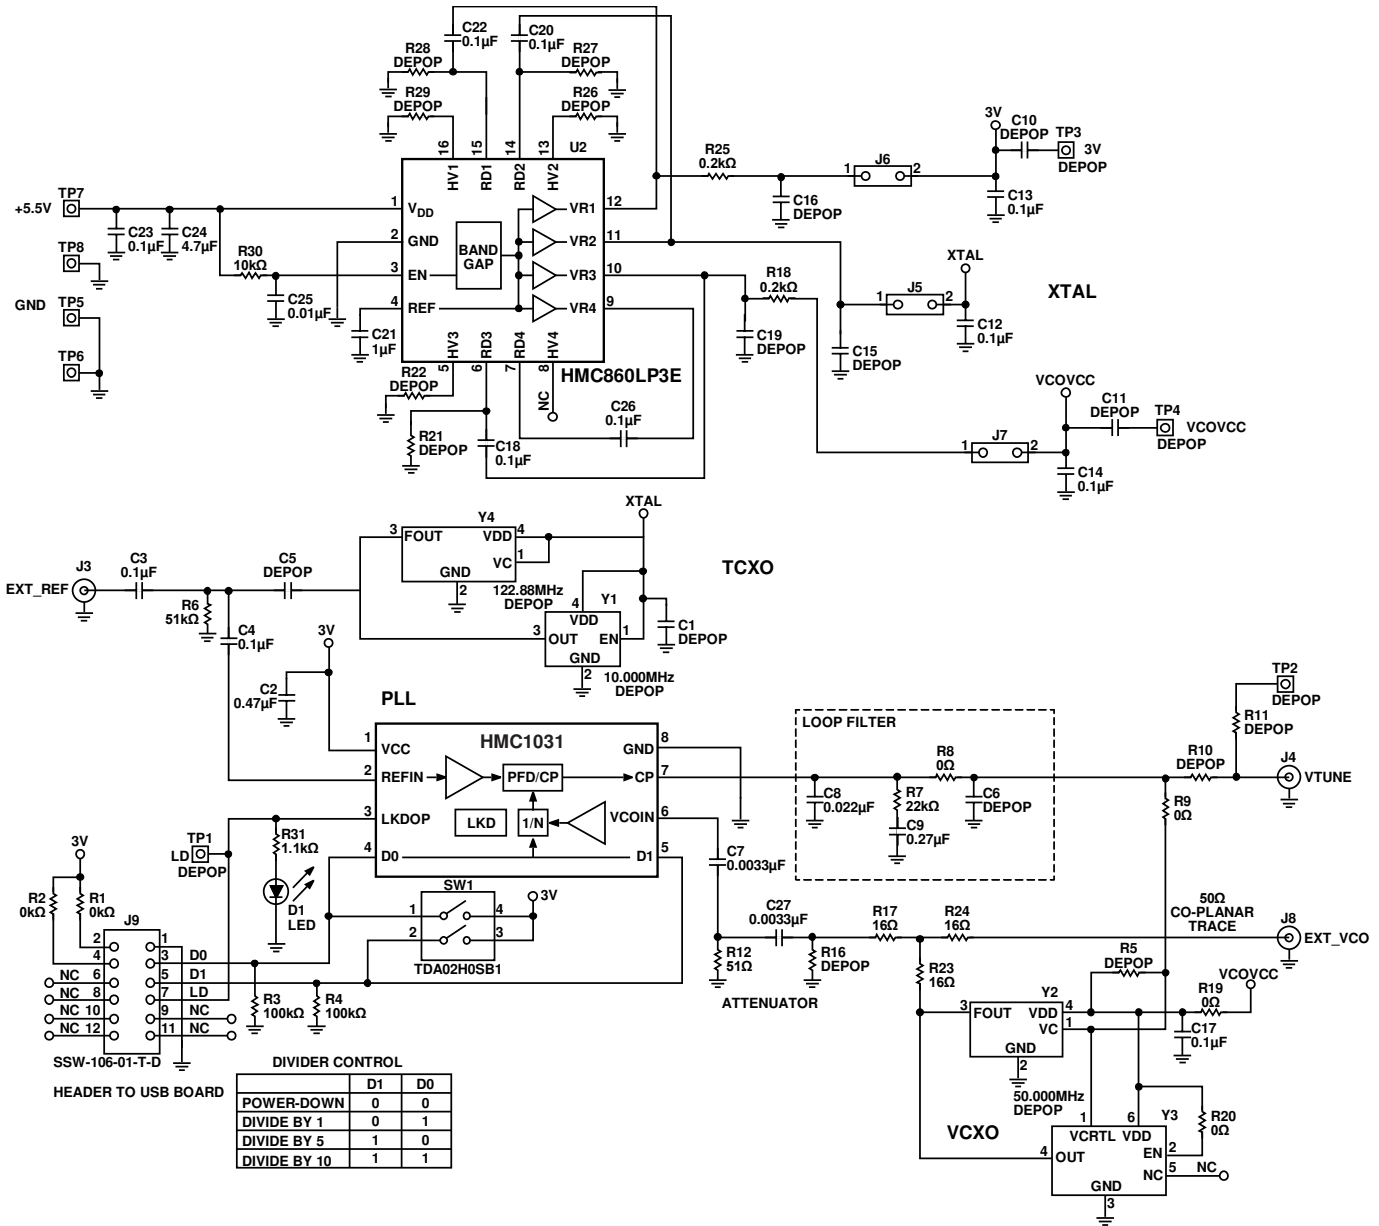 C22
0.1µF
C20
0.1µF
R28
DEPOP
R27
DEPOP
R29
DEPOP
R26
DEPOP
16
15
14
13
U2
HV1
RD1
RD2
HV2
TP7
+5.5V
1
VDD
C23
0.1µF
C24
4.7µF
2
GND
TP8
R30
10kΩ
3
EN
BAND
GAP
C25
0.01µF
4
REF
GND
TP5
TP6
C21
1µF
VR1
12
VR2
11
VR3
10
VR4
9
HV3
RD3
RD4
HV4
5
6
7
8
HMC860LP3E
R22
DEPOP
NC
R21
DEPOP
C18
0.1µF
C26
0.1µF
R25
0.2kΩ
C16
DEPOP
1
J6
2
3V
C10
DEPOP
TP3
3V
DEPOP
C13
0.1µF
R18
0.2kΩ
C19
DEPOP
C15
DEPOP
XTAL
1
J5
2
C12
0.1µF
XTAL
VCOVCC
C11
DEPOP
TP4
VCOVCC
DEPOP
1
J7
2
C14
0.1µF
XTAL
Y4
3
FOUT
VDD
4
VC
1
GND
2
122.88MHz
DEPOP
TCXO
Y1
4
VDD
3
OUT
EN
1
GND
2
10.000MHz
DEPOP
C1
DEPOP
J3
EXT_REF
C3
0.1µF
C5
DEPOP
R6
51kΩ
C4
0.1µF
3V
C2
0.47µF
PLL
HMC1031
1
VCC
2
REFIN
PFD/CP
CP
7
GND
8
3
LKDOP
LKD
1/N
VCOIN
6
4
D0
D1
5
LOOP FILTER
C8
0.022µF
R7
22kΩ
R8
0Ω
C6
DEPOP
C9
0.27µF
TP2
DEPOP
R11
DEPOP
R10
DEPOP
J4
VTUNE
R9
0Ω
TP1
LD
DEPOP
R31
1.1kΩ
D1
LED
3V
R2
0kΩ
R1
0kΩ
J9
2
1
4
3
D0
NC
6
5
D1
NC
8
7
LD
NC
10
9
NC
NC
12
11
NC
SSW-106-01-T-D
HEADER TO USB BOARD
SW1
1
4
2
3
3V
TDA02H0SB1
R3
100kΩ
R4
100kΩ
C7
0.0033µF
C27
0.0033µF
R12
51Ω
R16
DEPOP
ATTENUATOR
R17
16Ω
R24
16Ω
R23
16Ω
50Ω
CO-PLANAR
TRACE
J8
EXT_VCO
R5
DEPOP
R19
0Ω
VCOVCC
C17
0.1µF
Y2
3
FOUT
VDD
4
VC
1
GND
2
50.000MHz
DEPOP
VCXO
1
6
Y3
VCRTL
VDD
4
OUT
EN
2
NC
5
NC
GND
3
R20
0Ω
DIVIDER CONTROL
D1 D0
POWER-DOWN 0 0
DIVIDE BY 1 0 1
DIVIDE BY 5 1 0
DIVIDE BY 10 1 1